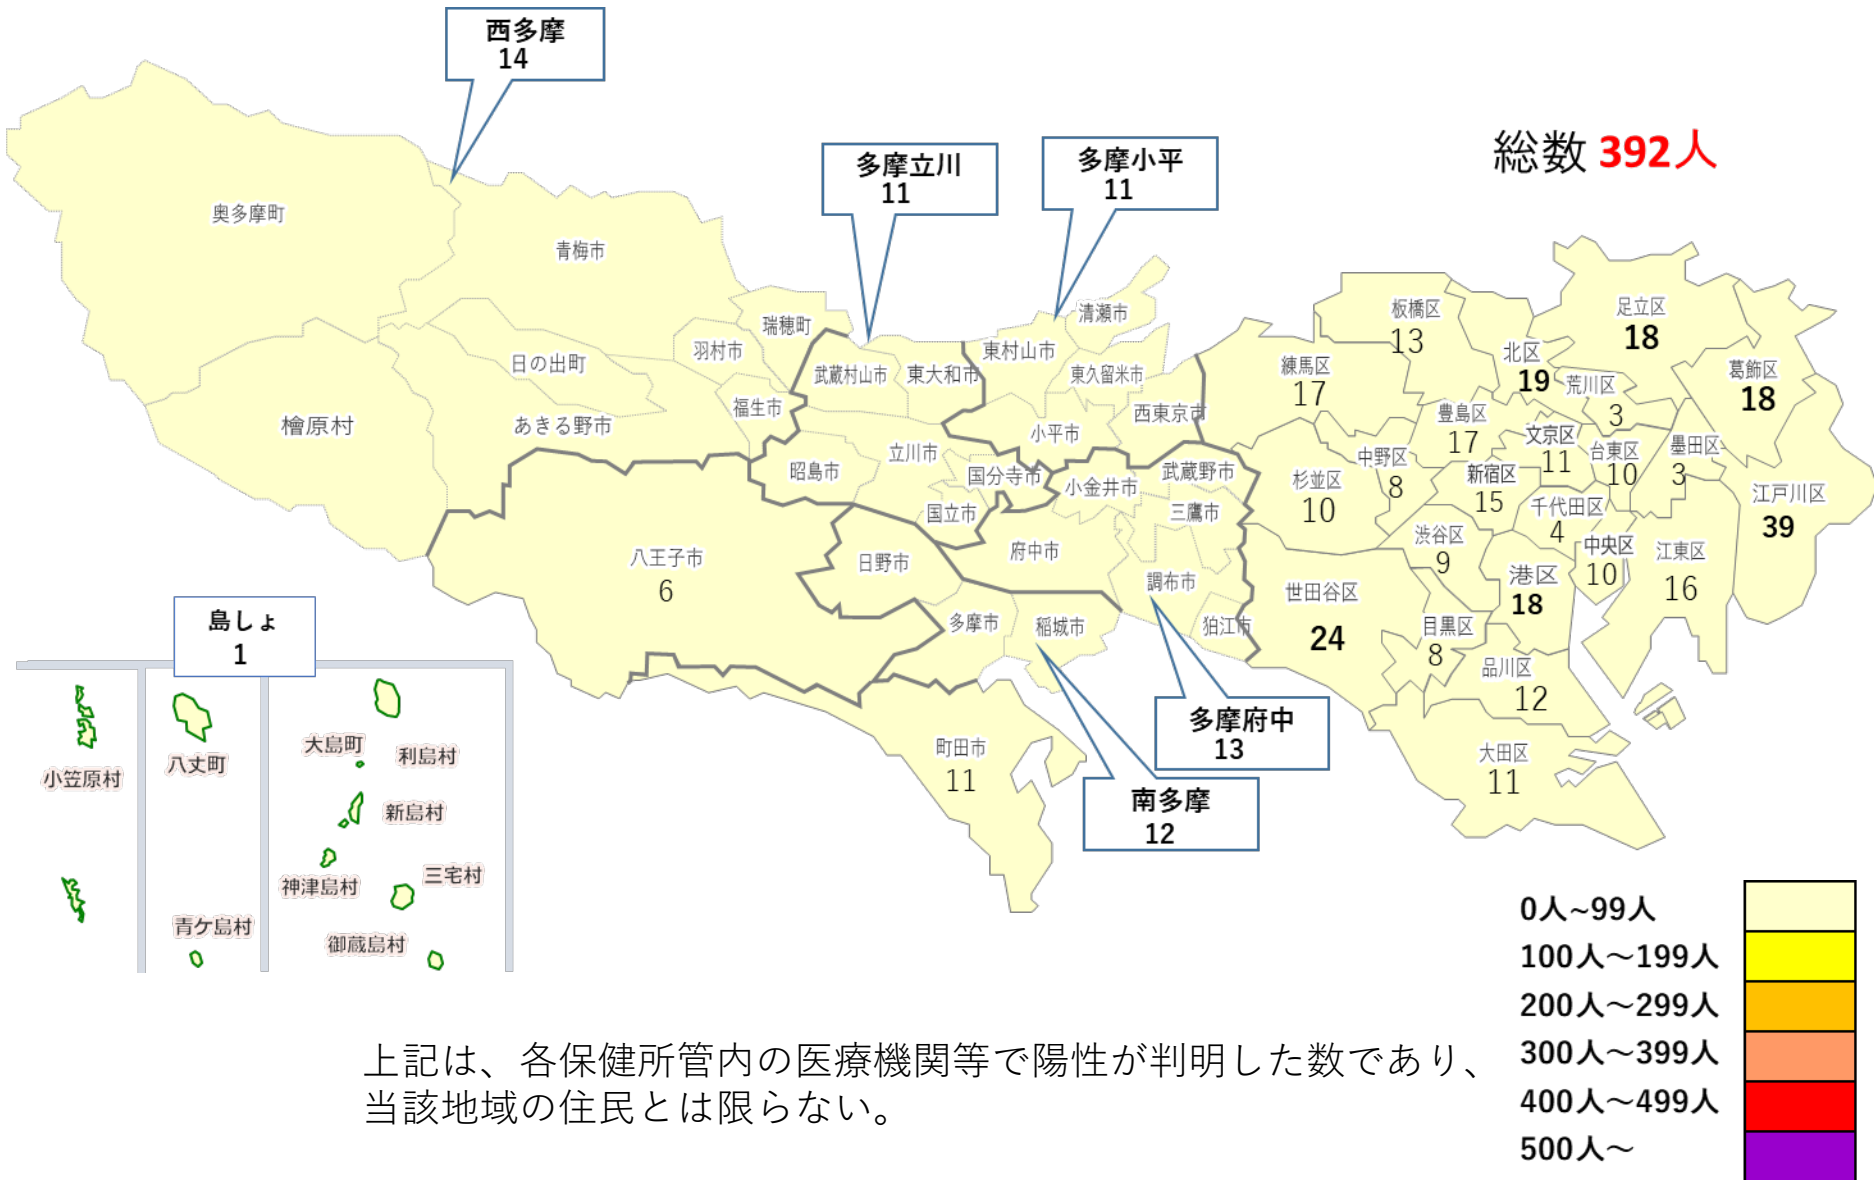 西多摩
14
多摩立川
11
多摩小平
11
総数 392人
奥多摩町
青梅市
瑞穂町
羽村市
日の出町
福生市
あきる野市
檜原村
武蔵村山市
東大和市
東村山市
清瀬市
東久留米市
西東京市
小平市
昭島市
立川市
国分寺市
国立市
小金井市
武蔵野市
三鷹市
府中市
調布市
狛江市
八王子市
6
日野市
多摩市
稲城市
町田市
11
多摩府中
13
南多摩
12
板橋区
13
練馬区
17
北区
19
足立区
18
荒川区
3
葛飾区
18
豊島区
17
文京区
11
台東区
10
墨田区
3
中野区
8
杉並区
10
新宿区
15
千代田区
4
江戸川区
39
渋谷区
9
中央区
10
江東区
16
港区
18
世田谷区
24
目黒区
8
品川区
12
大田区
11
島しょ
1
小笠原村
八丈町
青ケ島村
大島町
利島村
新島村
神津島村
三宅村
御蔵島村
0人~99人
100人～199人
200人～299人
300人～399人
400人～499人
500人～
上記は、各保健所管内の医療機関等で陽性が判明した数であり、
当該地域の住民とは限らない。